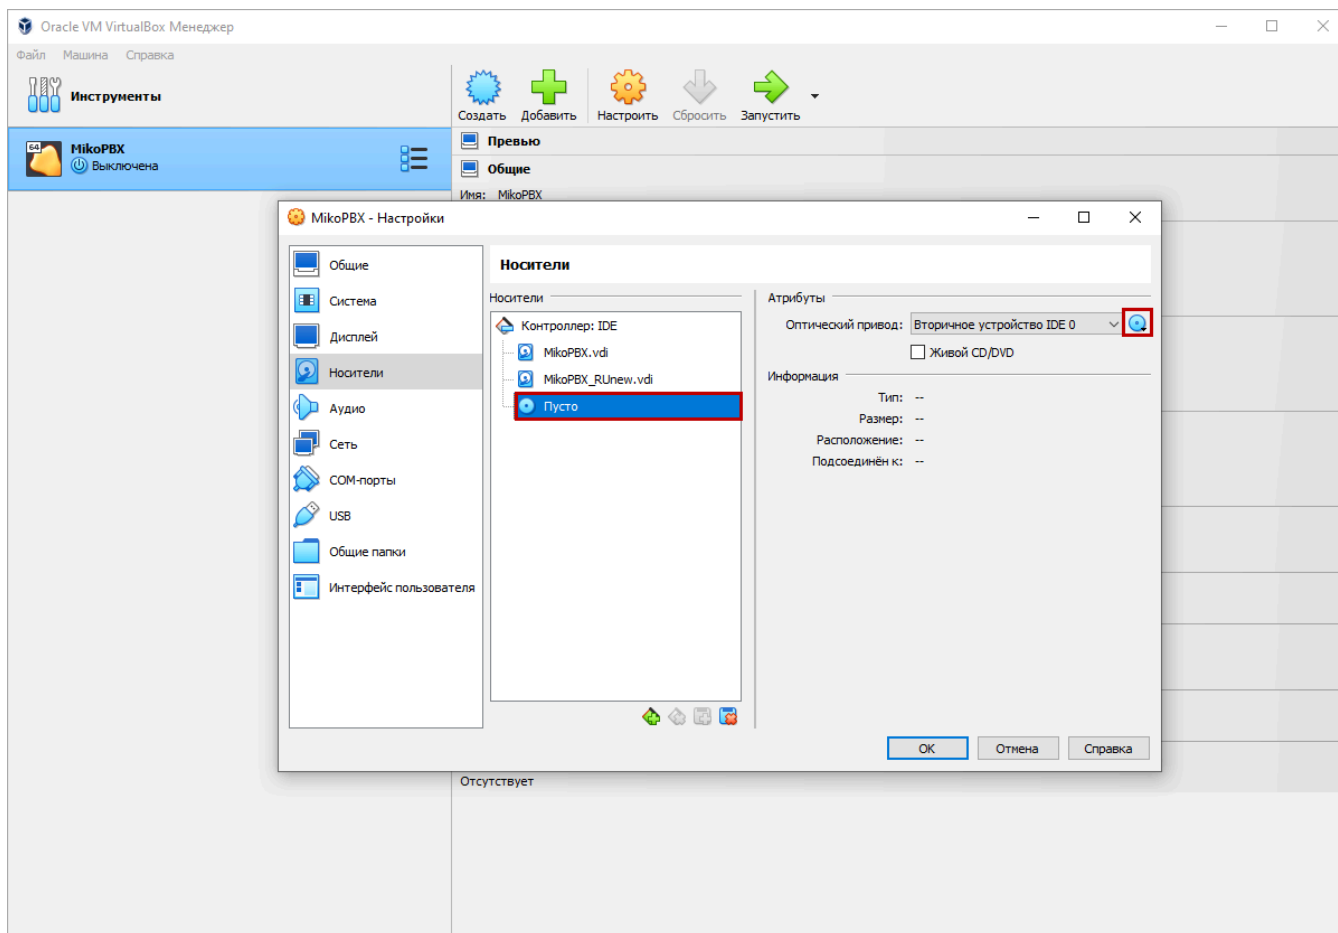 Oracle VM VirtualBox Менеджер
Файл Машина Справка
Инструменты
Создать Добавить Настроить Сбросить Запустить
64
MikoPBX
Выключена
Превью
Общие
Имя: MikoPBX
MikoPBX - Настройки
Общие
Система
Дисплей
Носители
Аудио
Сеть
COM-порты
USB
Общие папки
Интерфейс пользователя
Носители
Носители
Контроллер: IDE
MikoPBX.vdi
MikoPBX_RUnew.vdi
Пусто
Атрибуты
Оптический привод: Вторичное устройство IDE 0
Живой CD/DVD
Информация
Тип: --
Размер: --
Расположение: --
Подсоединён к: --
OK Отмена Справка
Отсутствует